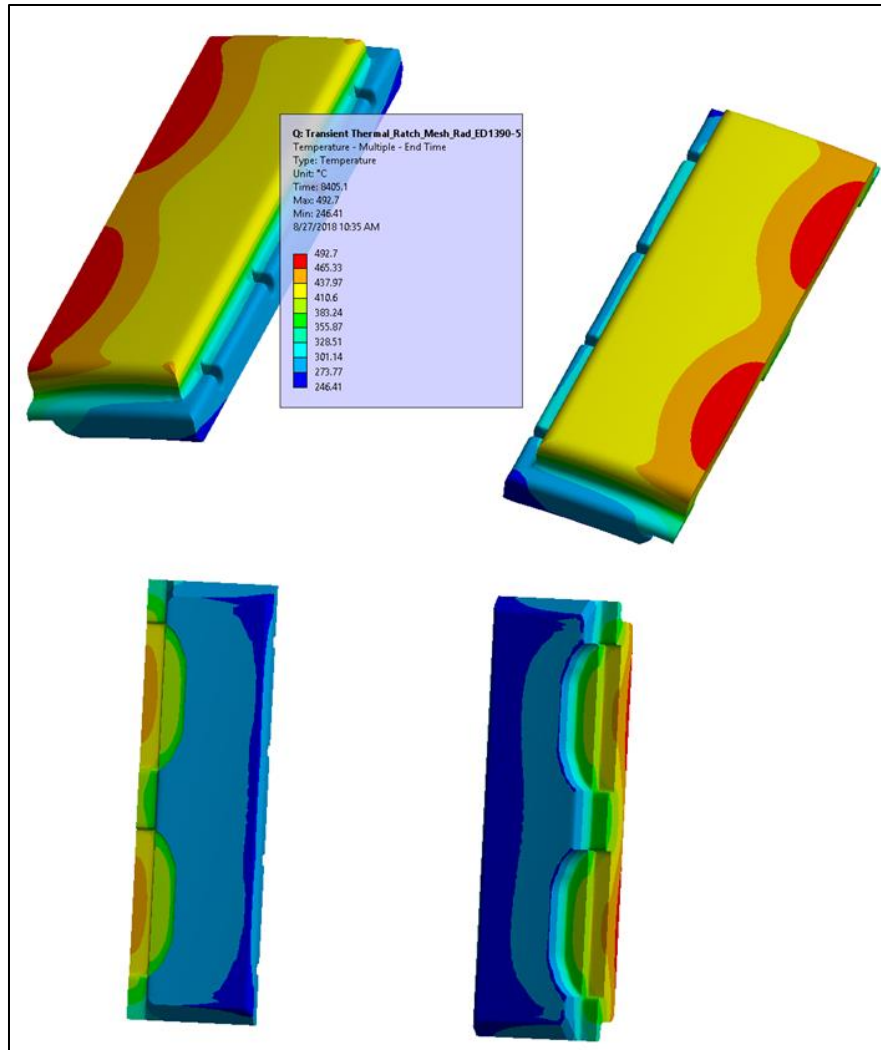 Q: Transient Thermal_Ratch_Mesh_Rad_ED1390-5
Temperature - Multiple - End Time
Type: Temperature
Unit: °C
Time: 8405.1
Max: 492.7
Min: 246.41
8/27/2018 10:35 AM
492.7
465.33
437.97
410.6
383.24
355.87
328.51
301.14
273.77
246.41